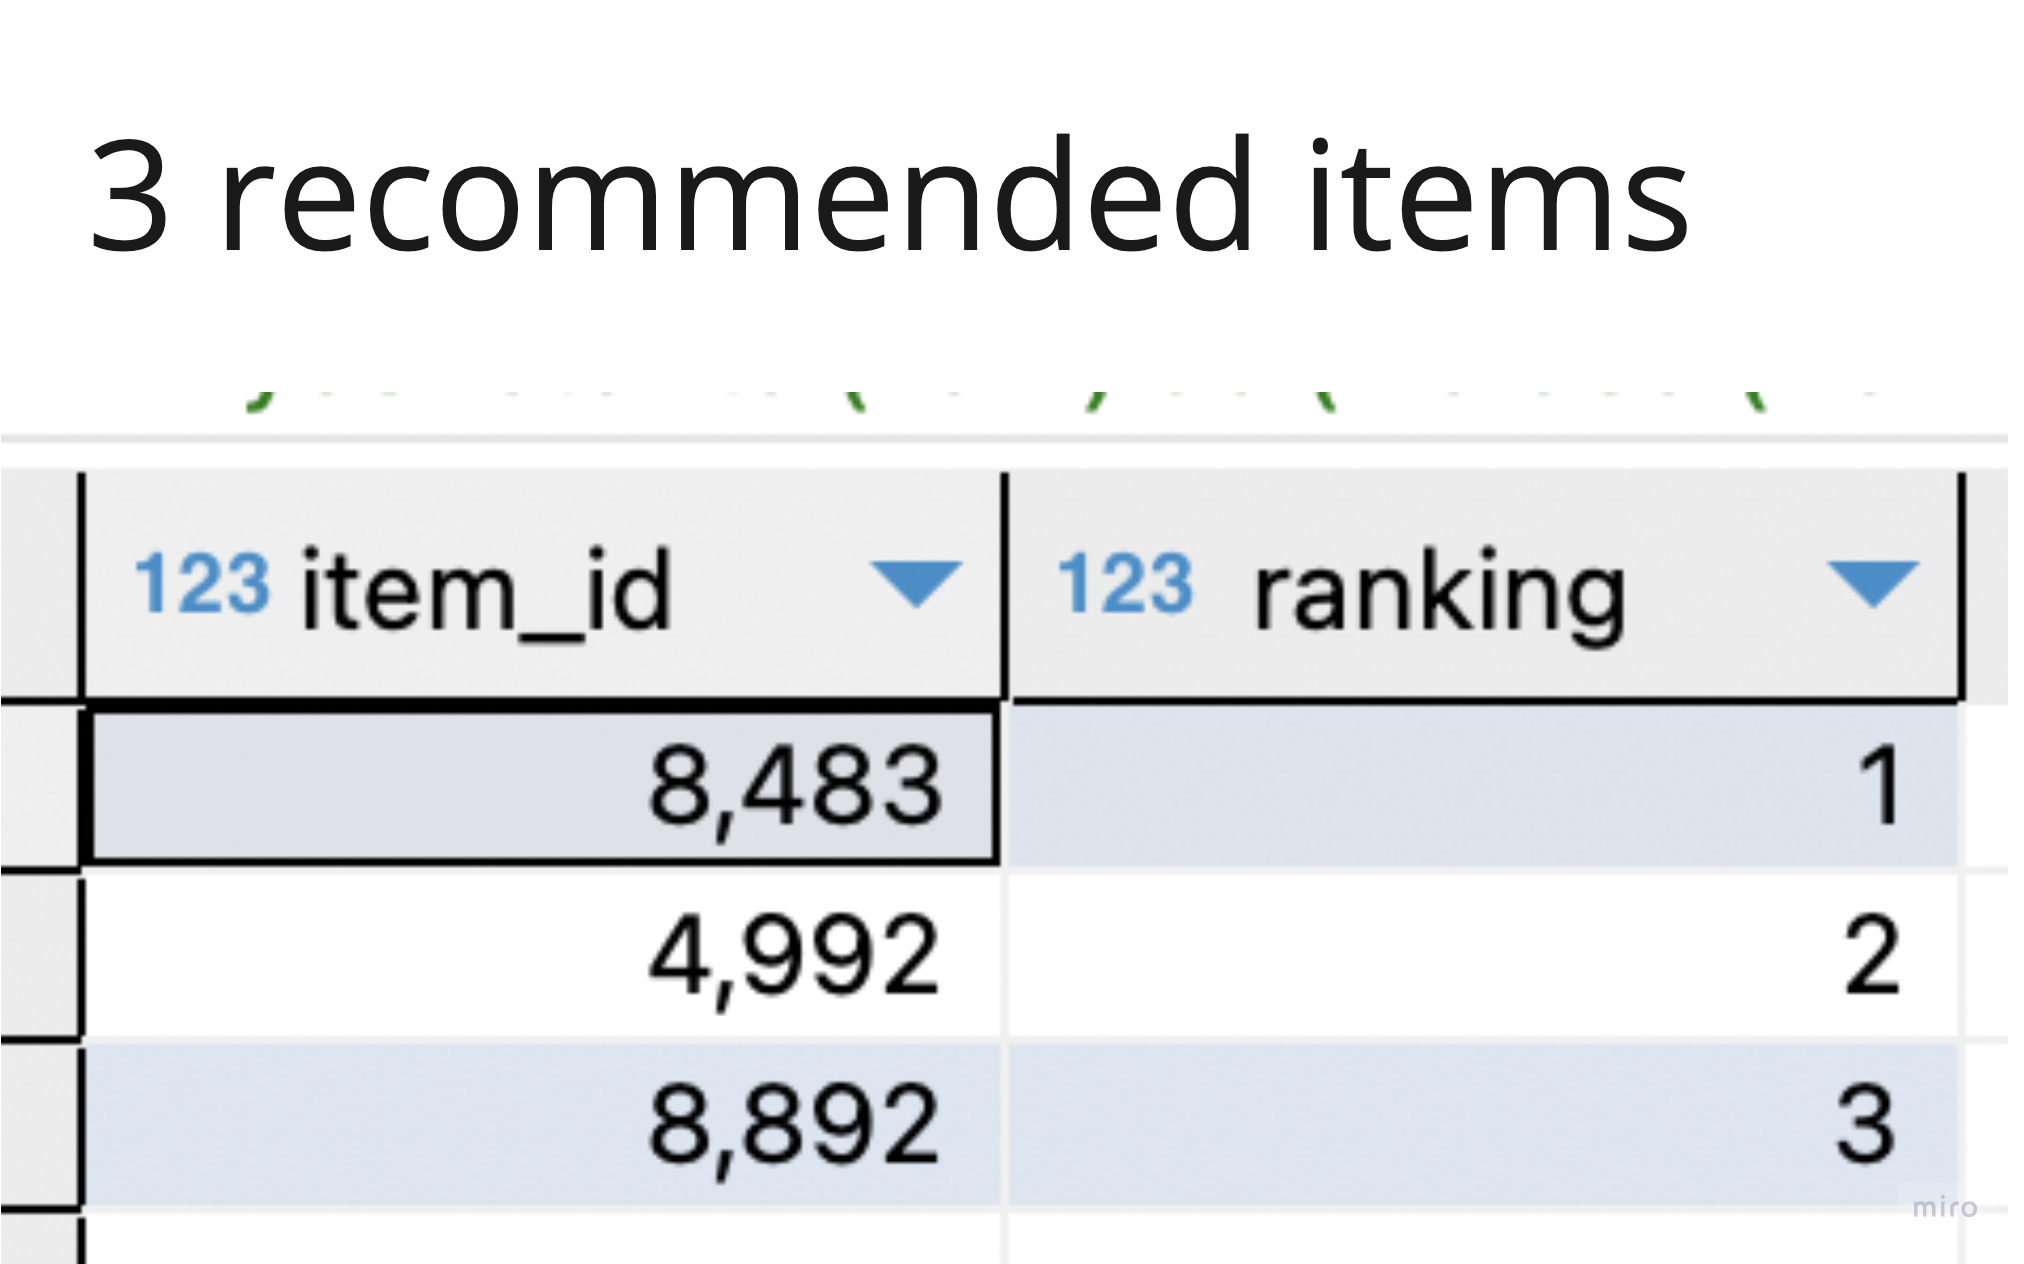 3 recommended items
123 item_id 123 ranking
8,483 1
4,992 2
8,892 3
miro